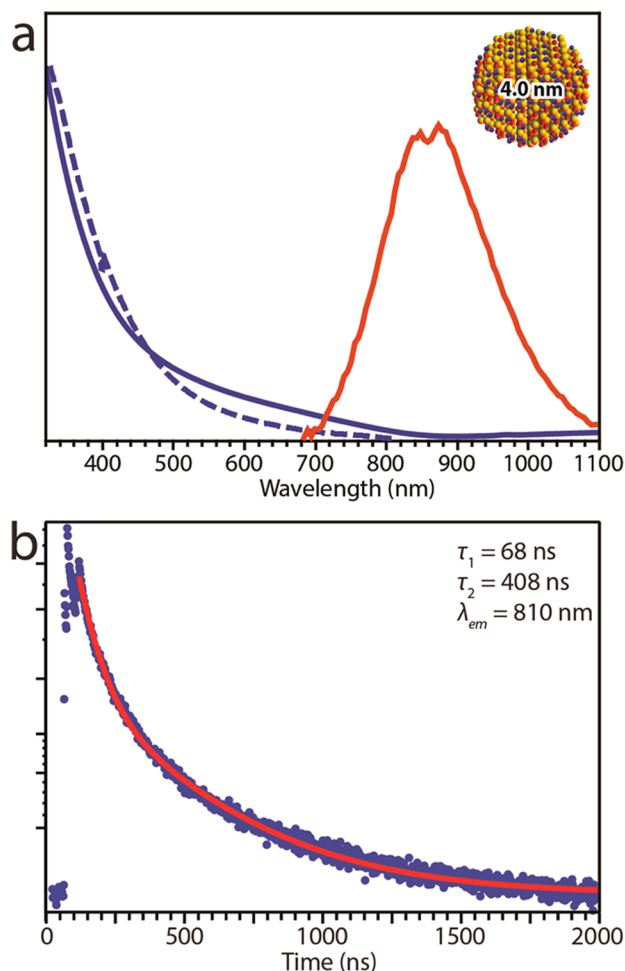 a
4.0 nm
400 500 600 700 800 900 1000 1100
Wavelength (nm)
b
τ1 = 68 ns
τ2 = 408 ns
λem = 810 nm
0 500 1000 1500 2000
Time (ns)